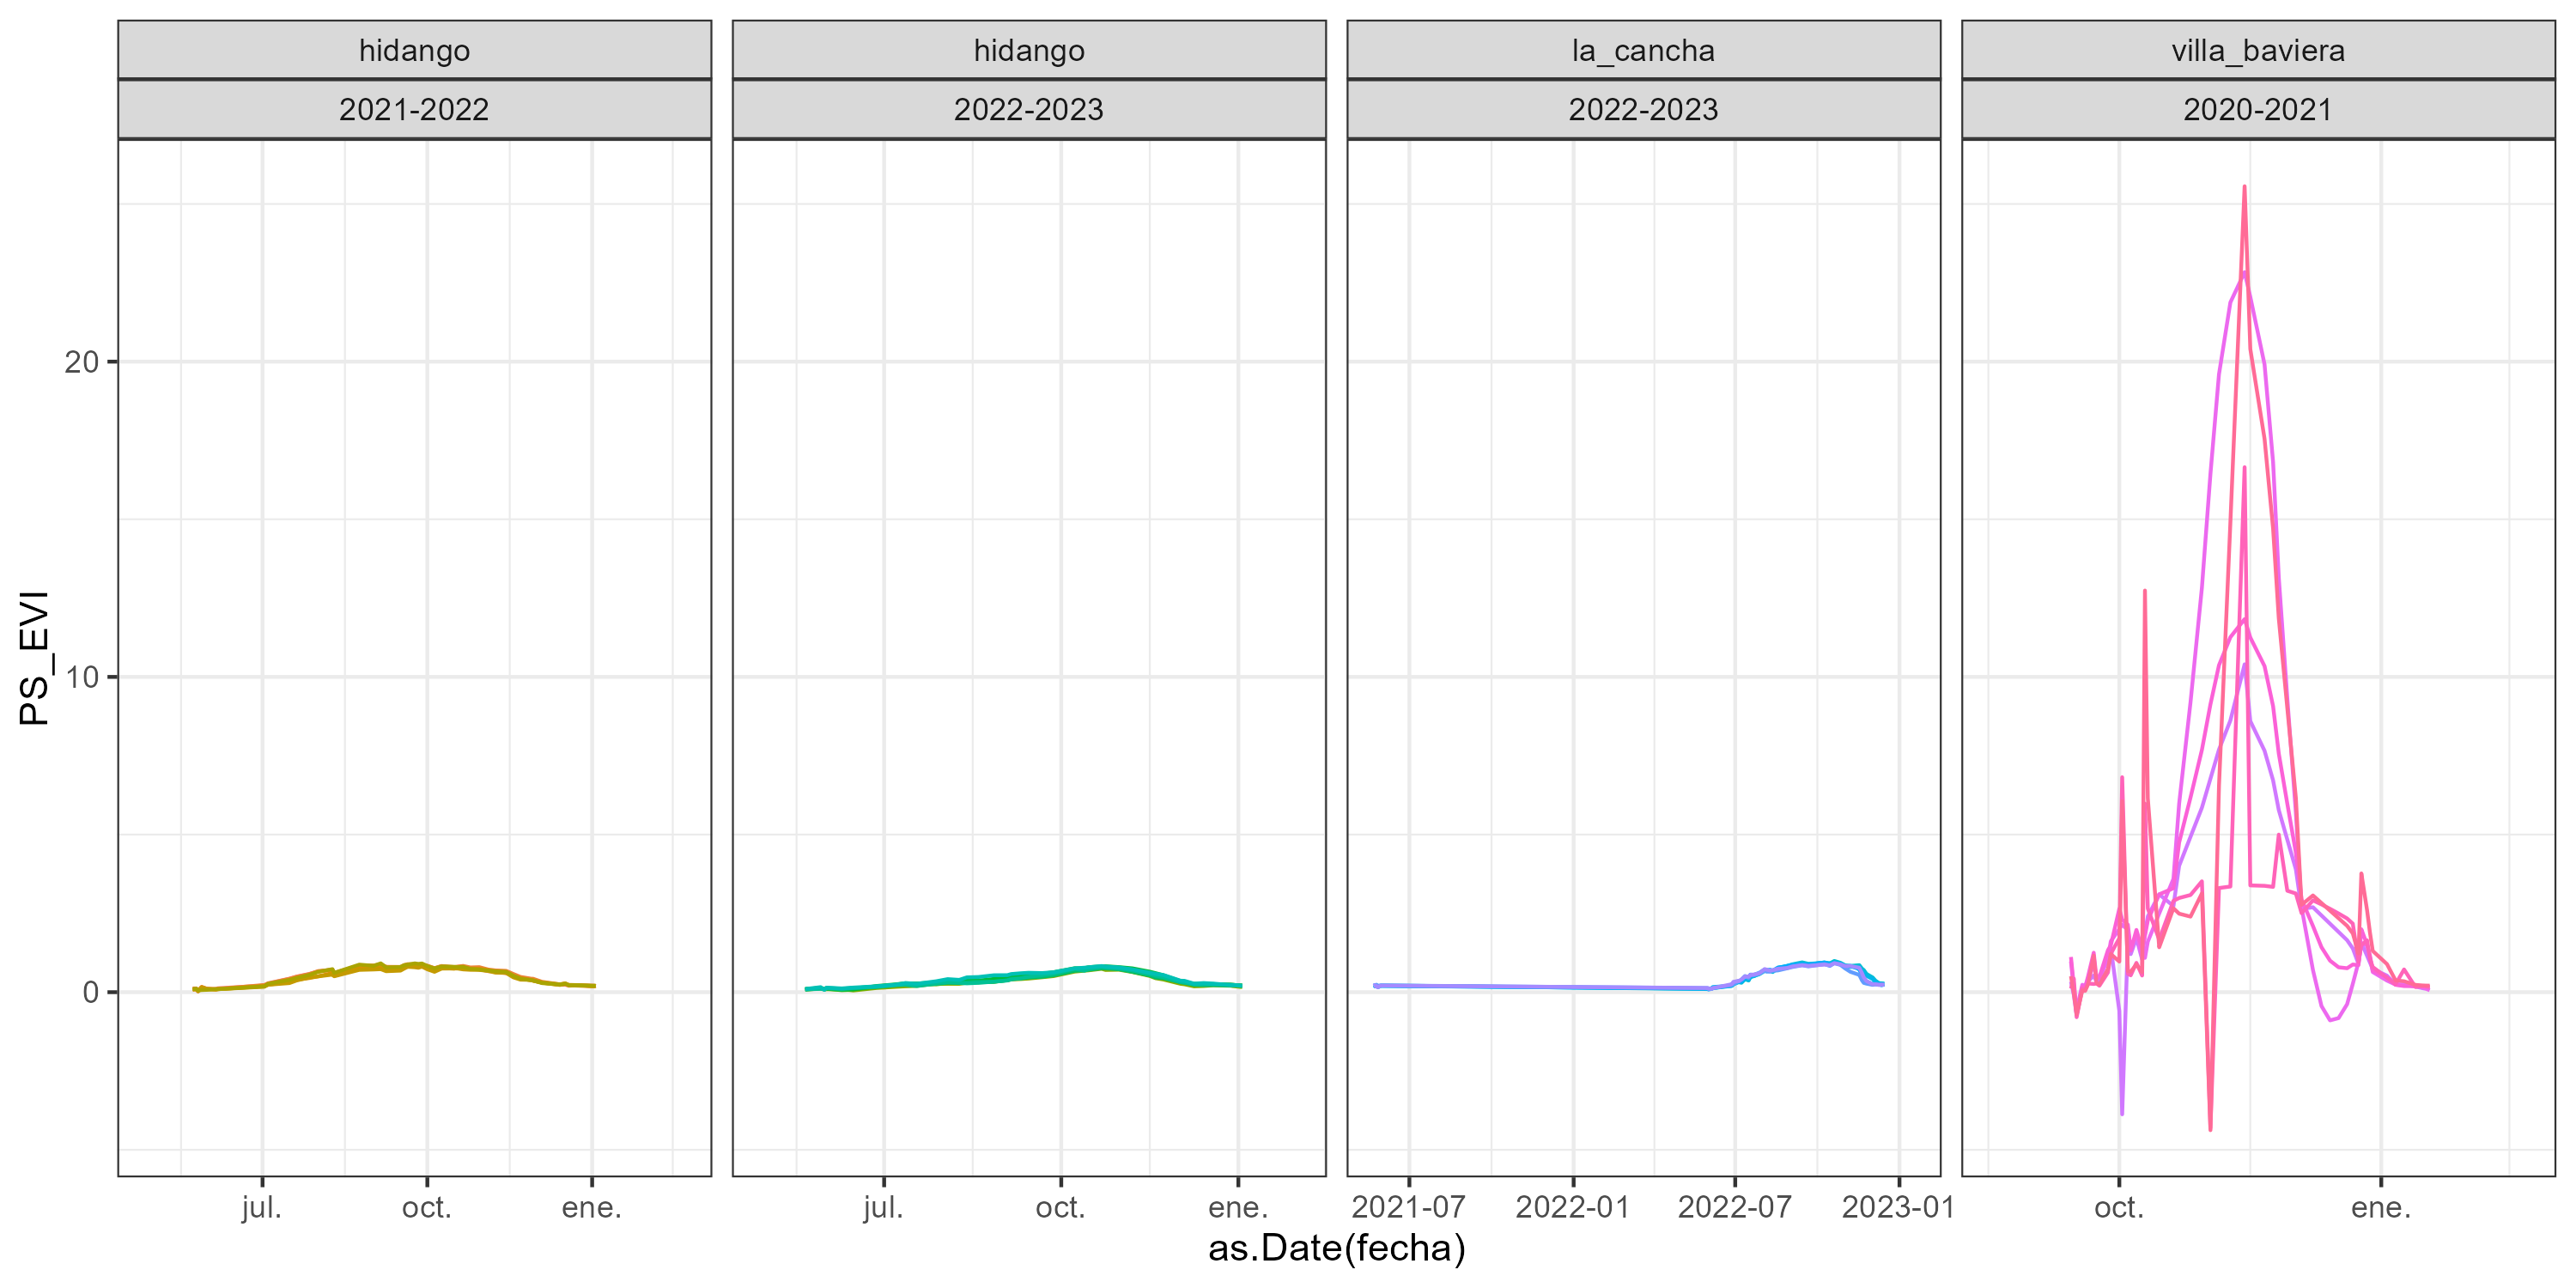 hidango hidango la_cancha villa_baviera
2021-2022 2022-2023 2022-2023 2020-2021
20
10
0
PS_EVI
jul. oct. ene. jul. oct. ene. 2021-07 2022-01 2022-07 2023-01 oct. ene.
as.Date(fecha)